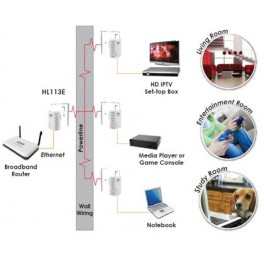 Living Room
HL113E
HD IPTV
Set-top Box
Entertainment Room
Powerline
Ethernet
Broadband
Router
Media Player or
Game Console
Study Room
Wall
Wiring
Notebook